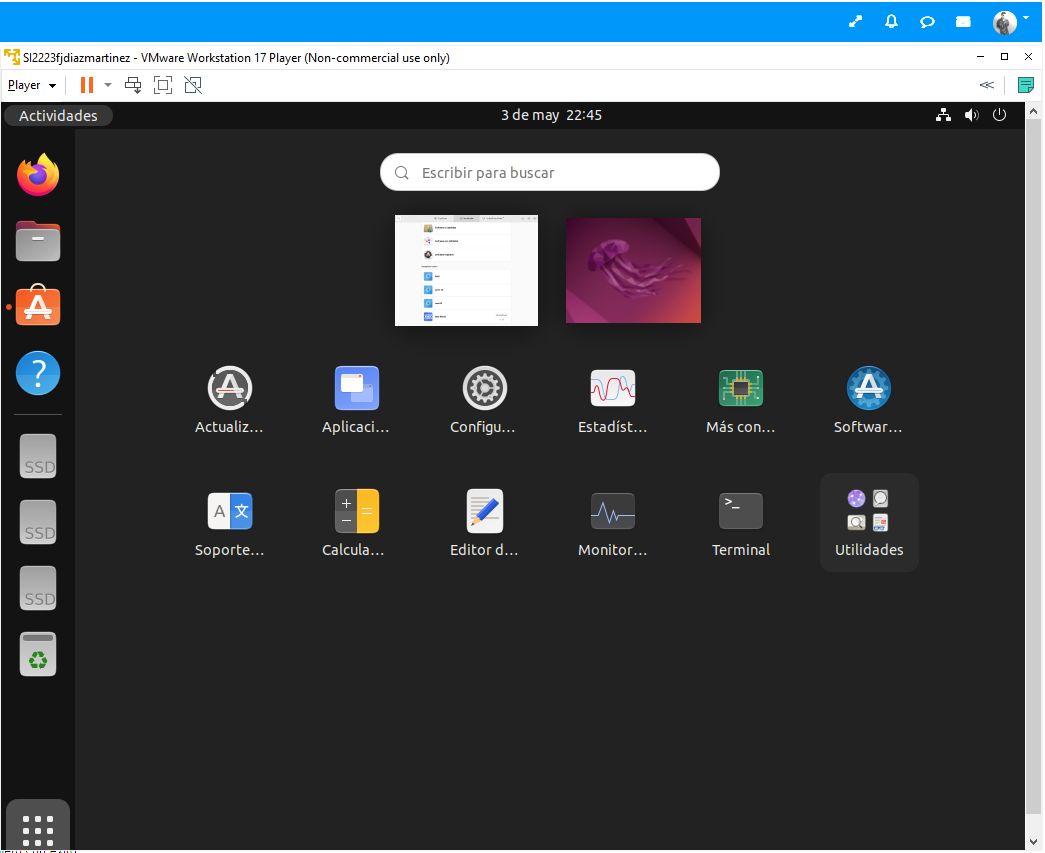 SI2223fjdiazmartinez - VMware Workstation 17 Player (Non-commercial use only)
Player
Actividades
3 de may 22:45
Escribir para buscar
Actualiz...
Aplicaci...
Configu...
Estadíst...
Más con...
Softwar...
SSD
SSD
SSD
Soporte...
Calcula...
Editor d...
Monitor...
Terminal
Utilidades